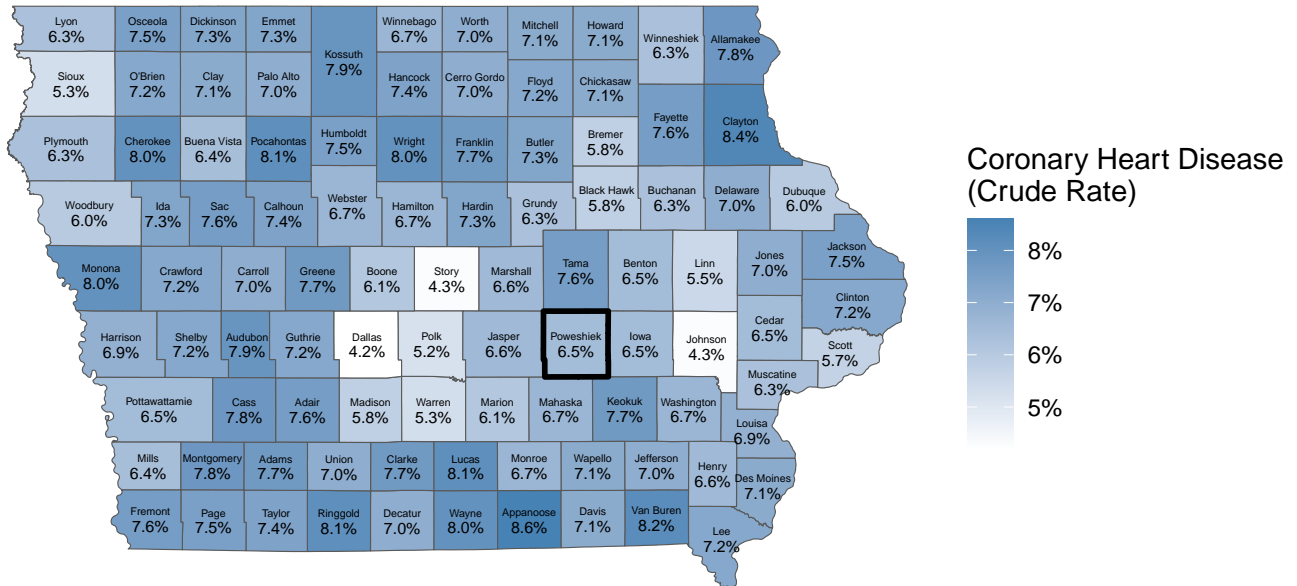 Lyon
6.3%
Osceola
7.5%
Dickinson
7.3%
Emmet
7.3%
Kossuth
7.9%
Winnebago
6.7%
Worth
7.0%
Mitchell
7.1%
Howard
7.1%
Winneshiek
6.3%
Allamakee
7.8%
Sioux
5.3%
O'Brien
7.2%
Clay
7.1%
Palo Alto
7.0%
Hancock
7.4%
Cerro Gordo
7.0%
Floyd
7.2%
Chickasaw
7.1%
Fayette
7.6%
Clayton
8.4%
Plymouth
6.3%
Cherokee
8.0%
Buena Vista
6.4%
Pocahontas
8.1%
Humboldt
7.5%
Wright
8.0%
Franklin
7.7%
Butler
7.3%
Bremer
5.8%
Woodbury
6.0%
Ida
7.3%
Sac
7.6%
Calhoun
7.4%
Webster
6.7%
Hamilton
6.7%
Hardin
7.3%
Grundy
6.3%
Black Hawk
5.8%
Buchanan
6.3%
Delaware
7.0%
Dubuque
6.0%
Monona
8.0%
Crawford
7.2%
Carroll
7.0%
Greene
7.7%
Boone
6.1%
Story
4.3%
Marshall
6.6%
Tama
7.6%
Benton
6.5%
Linn
5.5%
Jones
7.0%
Jackson
7.5%
Clinton
7.2%
Harrison
6.9%
Shelby
7.2%
Audubon
7.9%
Guthrie
7.2%
Dallas
4.2%
Polk
5.2%
Jasper
6.6%
Poweshiek
6.5%
Iowa
6.5%
Johnson
4.3%
Cedar
6.5%
Scott
5.7%
Muscatine
6.3%
Pottawattamie
6.5%
Cass
7.8%
Adair
7.6%
Madison
5.8%
Warren
5.3%
Marion
6.1%
Mahaska
6.7%
Keokuk
7.7%
Washington
6.7%
Louisa
6.9%
Mills
6.4%
Montgomery
7.8%
Adams
7.7%
Union
7.0%
Clarke
7.7%
Lucas
8.1%
Monroe
6.7%
Wapello
7.1%
Jefferson
7.0%
Henry
6.6%
Des Moines
7.1%
Fremont
7.6%
Page
7.5%
Taylor
7.4%
Ringgold
8.1%
Decatur
7.0%
Wayne
8.0%
Appanoose
8.6%
Davis
7.1%
Van Buren
8.2%
Lee
7.2%
Coronary Heart Disease
(Crude Rate)
8%
7%
6%
5%